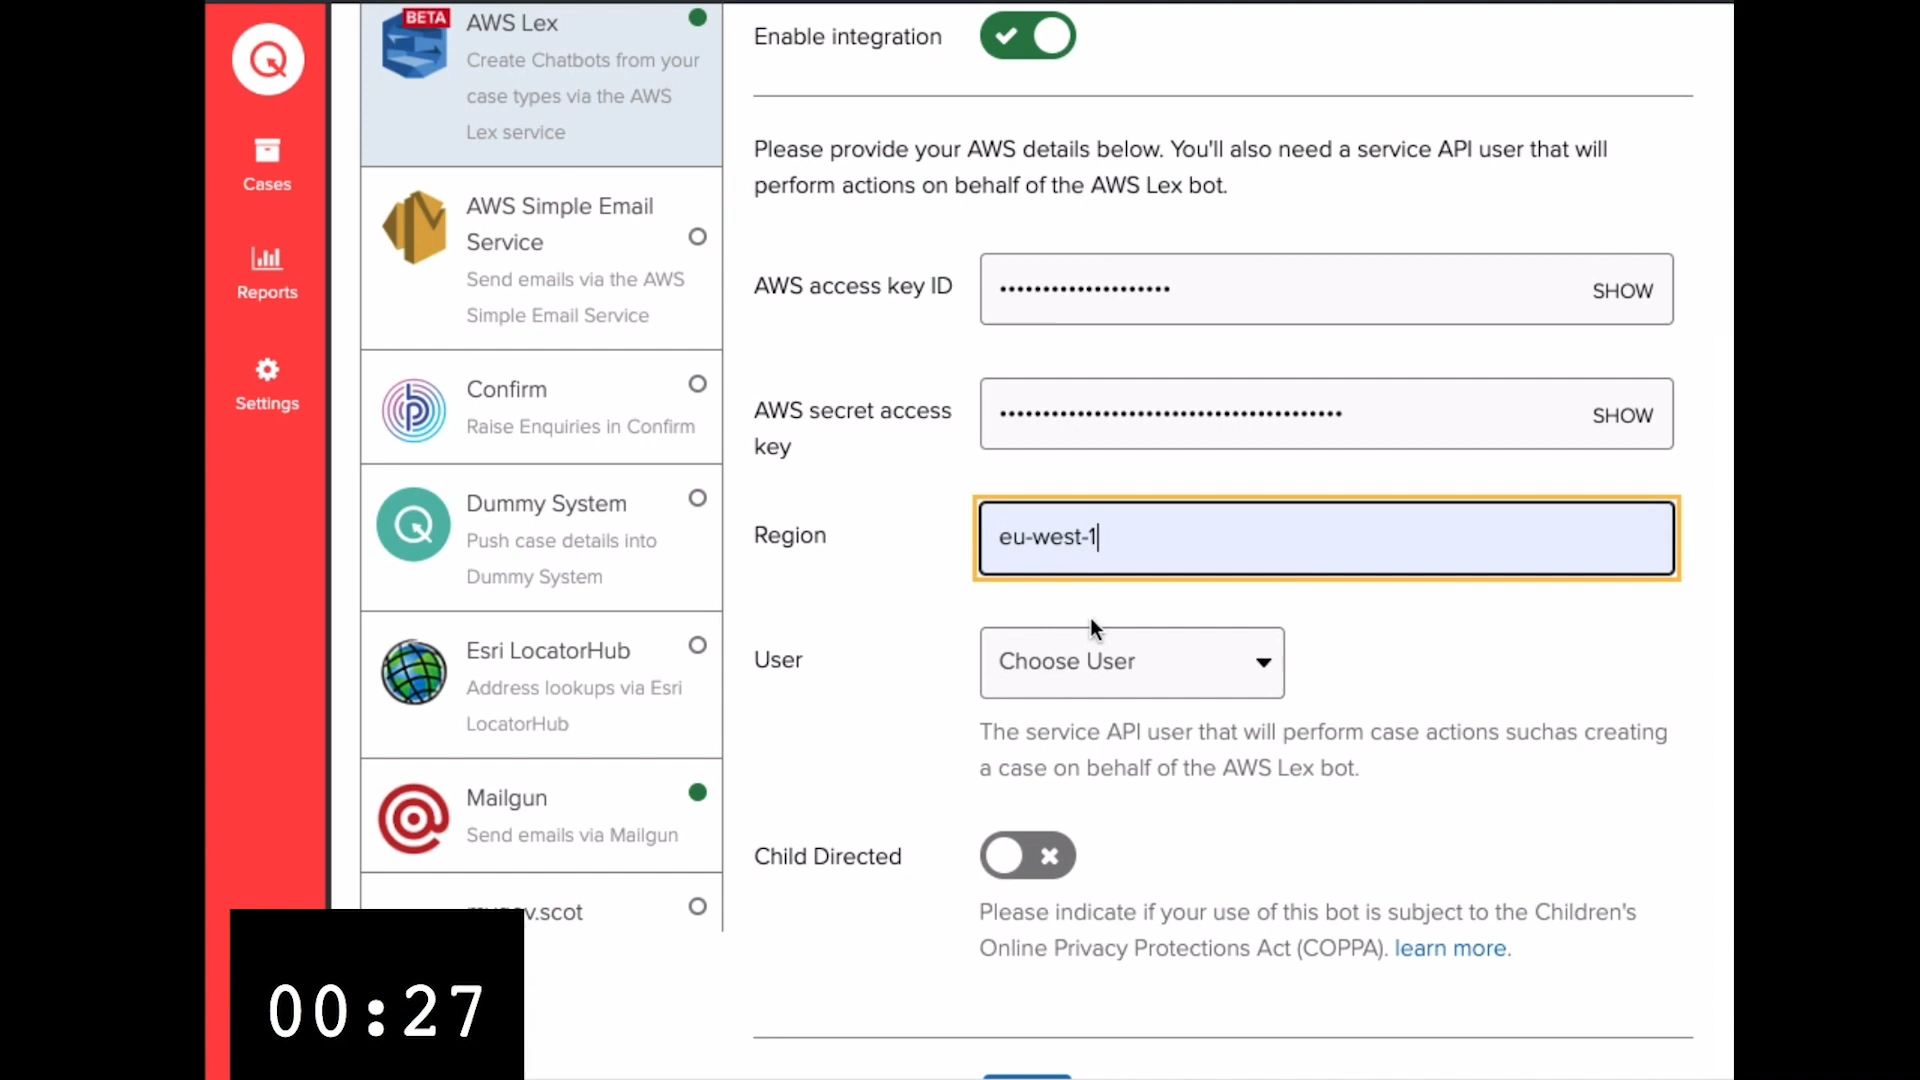 Cases
Reports
Settings
BETA
AWS Lex
Create Chatbots from your
case types via the AWS
Lex service
AWS Simple Email
Service
Send emails via the AWS
Simple Email Service
Confirm
Raise Enquiries in Confirm
Dummy System
Push case details into
Dummy System
Esri LocatorHub
Address lookups via Esri
LocatorHub
Mailgun
Send emails via Mailgun
mygov.scot
Enable integration
Please provide your AWS details below. You'll also need a service API user that will
perform actions on behalf of the AWS Lex bot.
AWS access key ID
•••••••••••••••••••• SHOW
AWS secret access
key
•••••••••••••••••••••••••••••••••••••••• SHOW
Region
eu-west-1
User
Choose User
The service API user that will perform case actions suchas creating
a case on behalf of the AWS Lex bot.
Child Directed
Please indicate if your use of this bot is subject to the Children's
Online Privacy Protections Act (COPPA). learn more.
00:27